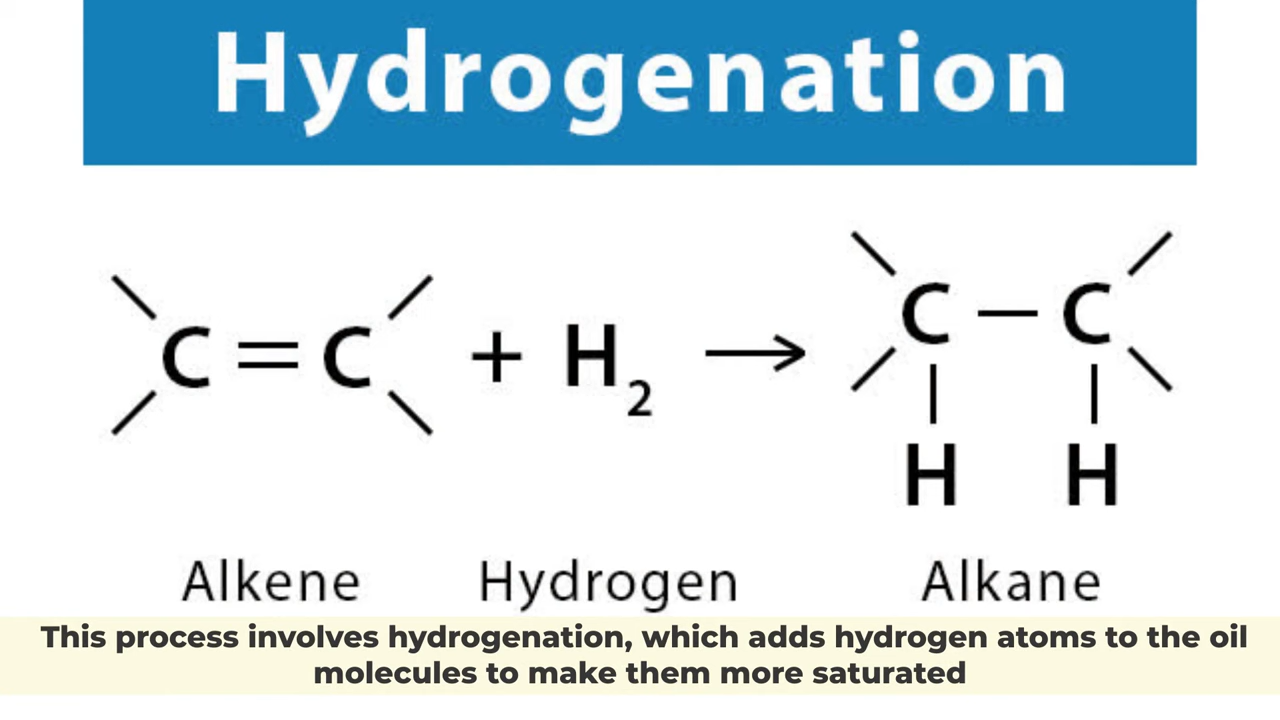 Hydrogenation
C = C + H₂ → C − C
H H
Alkene Hydrogen Alkane
This process involves hydrogenation, which adds hydrogen atoms to the oil
molecules to make them more saturated